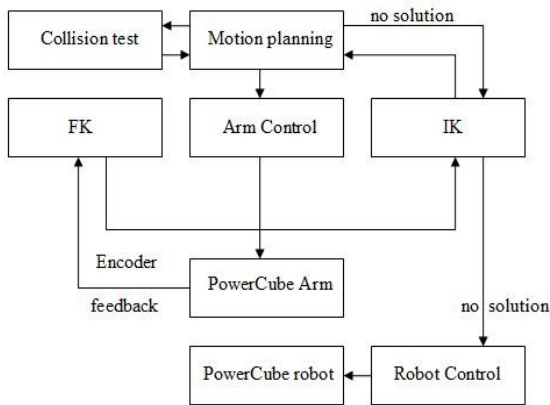 no solution
Collision test
Motion planning
FK
Arm Control
IK
Encoder
feedback
PowerCube Arm
no solution
PowerCube robot
Robot Control